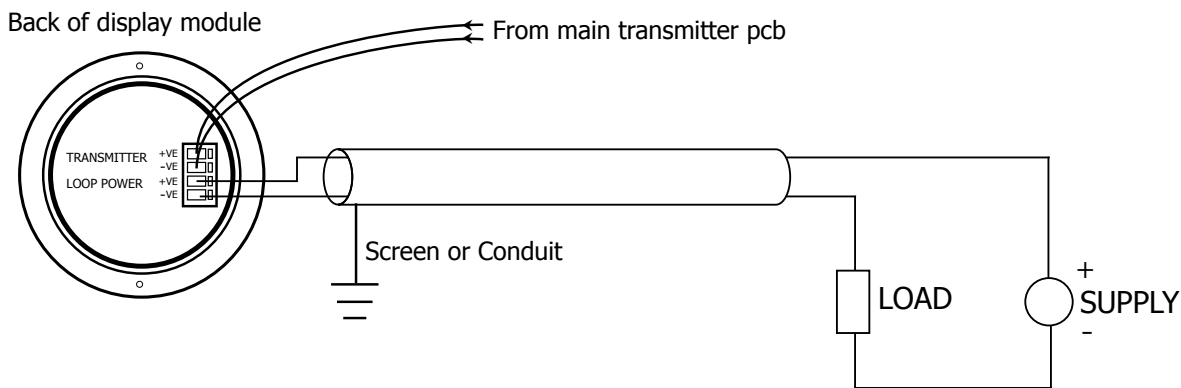 Back of display module
From main transmitter pcb
TRANSMITTER +VE
-VE
LOOP POWER +VE
-VE
Screen or Conduit
LOAD
+
SUPPLY
-